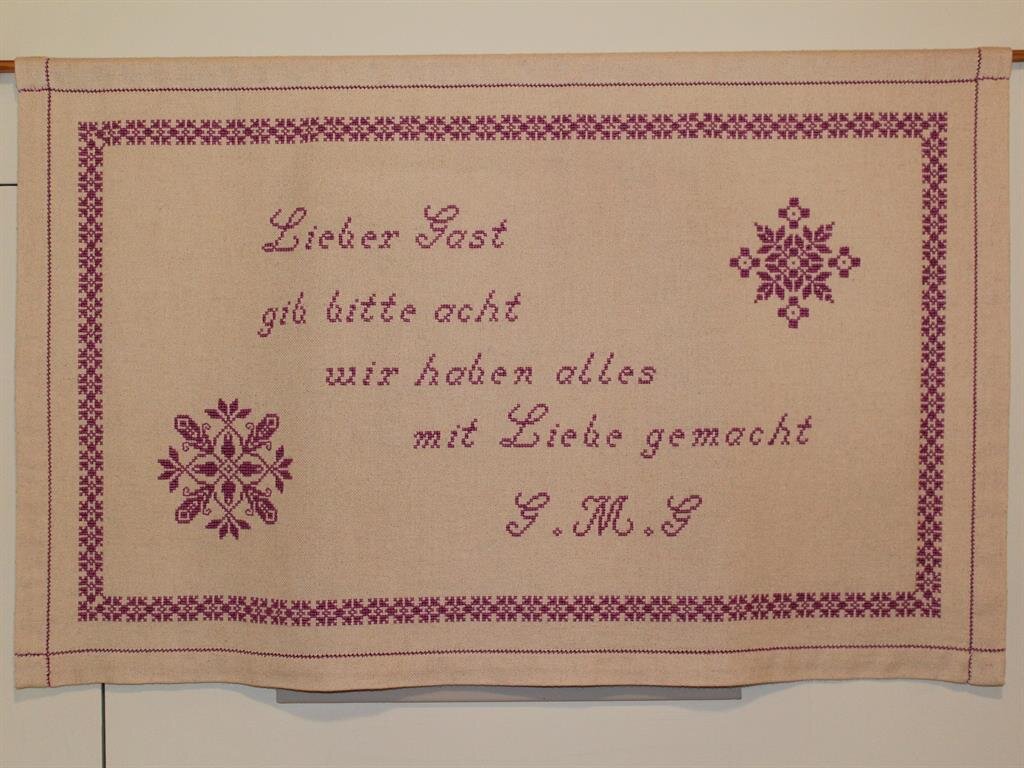 Lieber Gast
gib bitte acht
wir haben alles
mit Liebe gemacht
G.M.G